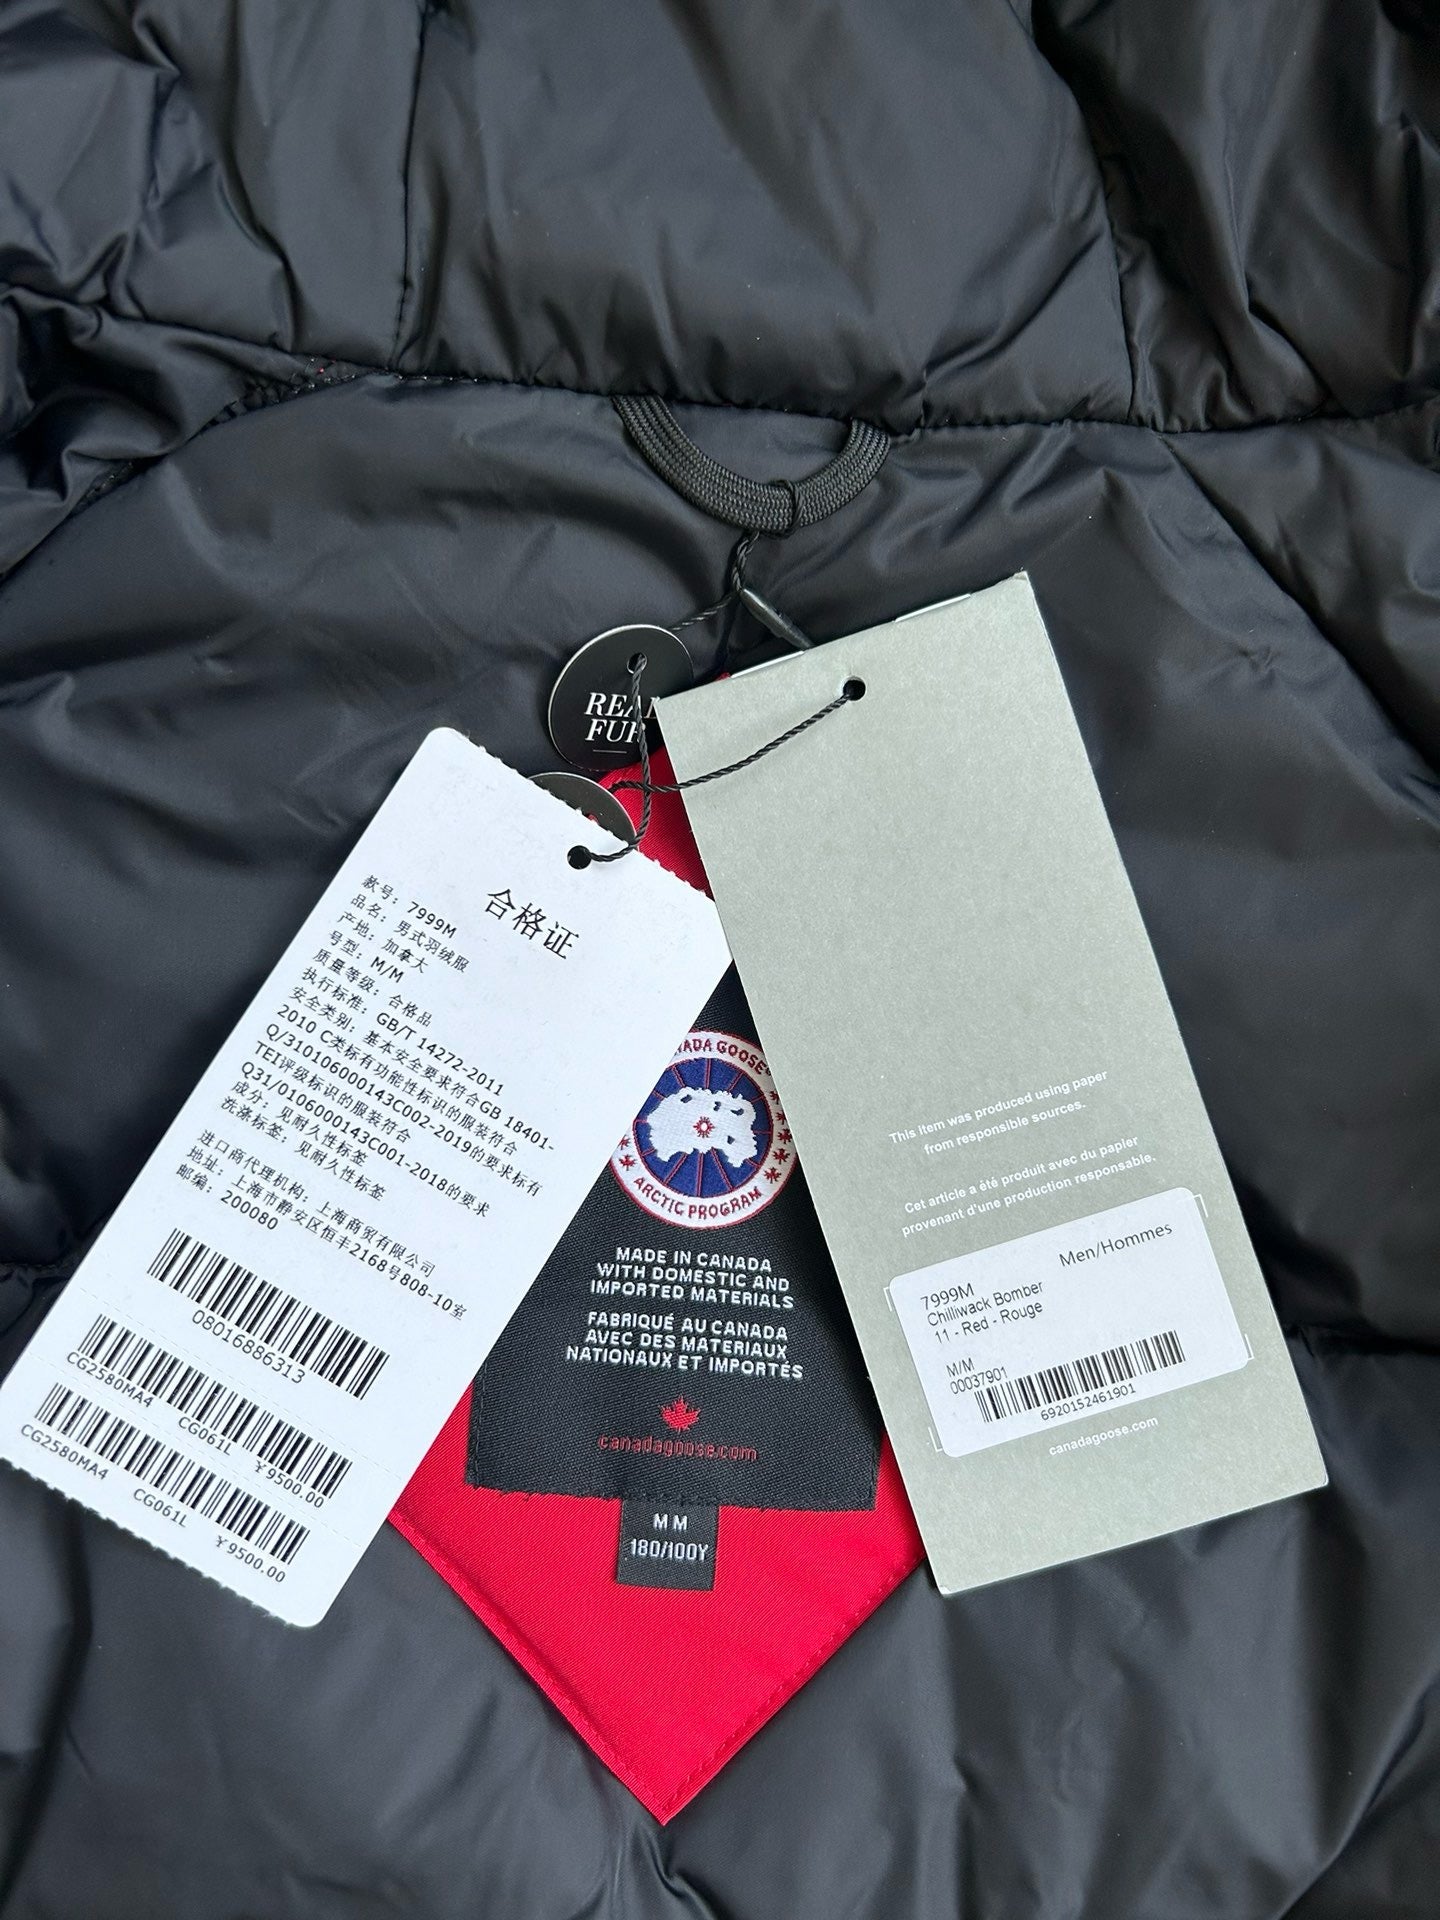 REAL
FUR
合格证
款号：7999M
品名：男式羽绒服
产地：加拿大
号型：M/M
质量等级：合格品
执行标准：GB/T 14272-2011
安全类别：基本安全要求符合GB 18401-
2010 C类标有功能性标识的服装符合
Q/31010600​0143C002-2019的要求标有
TEI评级标识的服装符合
Q31/0106000143C001-2018的要求
成分：见耐久性标签
洗涤标签：见耐久性标签
进口商代理机构：上海商贸有限公司
地址：上海市静安区恒丰2168号808-10室
邮编：200080
08016886313
CG2580MA4 CG061L ¥9500.00
CG2580MA4 CG061L ¥9500.00
CANADA GOOSE
ARCTIC PROGRAM
MADE IN CANADA
WITH DOMESTIC AND
IMPORTED MATERIALS
FABRIQUÉ AU CANADA
AVEC DES MATERIAUX
NATIONAUX ET IMPORTÉS
canadagoose.com
M M
180/100Y
This item was produced using paper
from responsible sources.
Cet article a été produit avec du papier
provenant d'une production responsable.
Men/Hommes
7999M
Chilliwack Bomber
11 - Red - Rouge
M/M
00037901
6920152461901
canadagoose.com